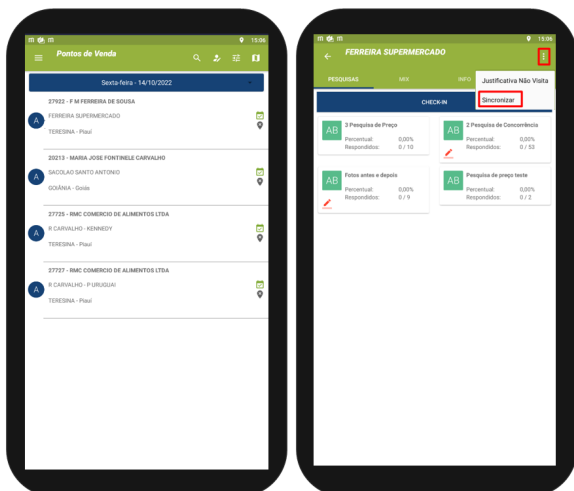 15:06
Pontos de Venda
Sexta-feira - 14/10/2022
27922 - F M FERREIRA DE SOUSA
A
FERREIRA SUPERMERCADO
TERESINA - Piauí
20213 - MARIA JOSE FONTINELE CARVALHO
A
SACOLAO SANTO ANTONIO
GOIÂNIA - Goiás
27725 - RMC COMERCIO DE ALIMENTOS LTDA
A
R CARVALHO - KENNEDY
TERESINA - Piauí
27727 - RMC COMERCIO DE ALIMENTOS LTDA
A
R CARVALHO - P URUGUAI
TERESINA - Piauí
15:06
FERREIRA SUPERMERCADO
PESQUISAS MIX INFO
Justificativa Não Visita
Sincronizar
CHECK-IN
AB
3 Pesquisa de Preço
Percentual: 0,00%
Respondidos: 0 / 10
AB
2 Pesquisa de Concorrência
Percentual: 0,00%
Respondidos: 0 / 53
AB
Fotos antes e depois
Percentual: 0,00%
Respondidos: 0 / 9
AB
Pesquisa de preço teste
Percentual: 0,00%
Respondidos: 0 / 2